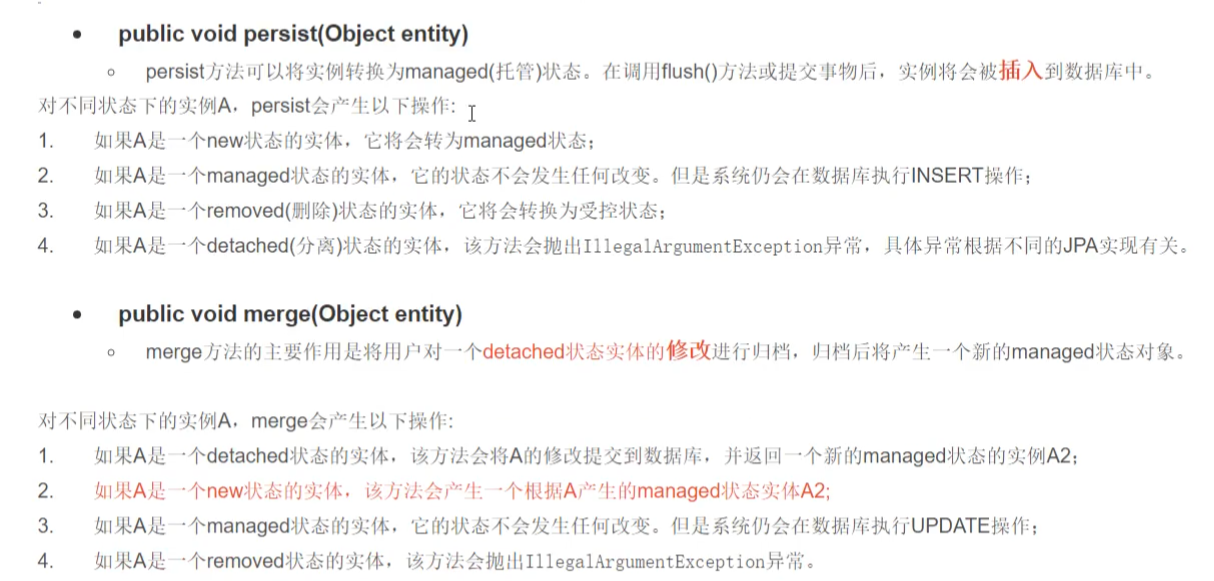 • public void persist(Object entity)
○ persist方法可以将实例转换为managed(托管)状态。在调用flush()方法或提交事物后，实例将会被插入到数据库中。
对不同状态下的实例A，persist会产生以下操作:
1. 如果A是一个new状态的实体，它将会转为managed状态；
2. 如果A是一个managed状态的实体，它的状态不会发生任何改变。但是系统仍会在数据库执行INSERT操作；
3. 如果A是一个removed(删除)状态的实体，它将会转换为受控状态；
4. 如果A是一个detached(分离)状态的实体，该方法会抛出IllegalArgumentException异常，具体异常根据不同的JPA实现有关。
• public void merge(Object entity)
○ merge方法的主要作用是将用户对一个detached状态实体的修改进行归档，归档后将产生一个新的managed状态对象。
对不同状态下的实例A，merge会产生以下操作:
1. 如果A是一个detached状态的实体，该方法会将A的修改提交到数据库，并返回一个新的managed状态的实例A2；
2. 如果A是一个new状态的实体，该方法会产生一个根据A产生的managed状态实体A2;
3. 如果A是一个managed状态的实体，它的状态不会发生任何改变。但是系统仍会在数据库执行UPDATE操作；
4. 如果A是一个removed状态的实体，该方法会抛出IllegalArgumentException异常。